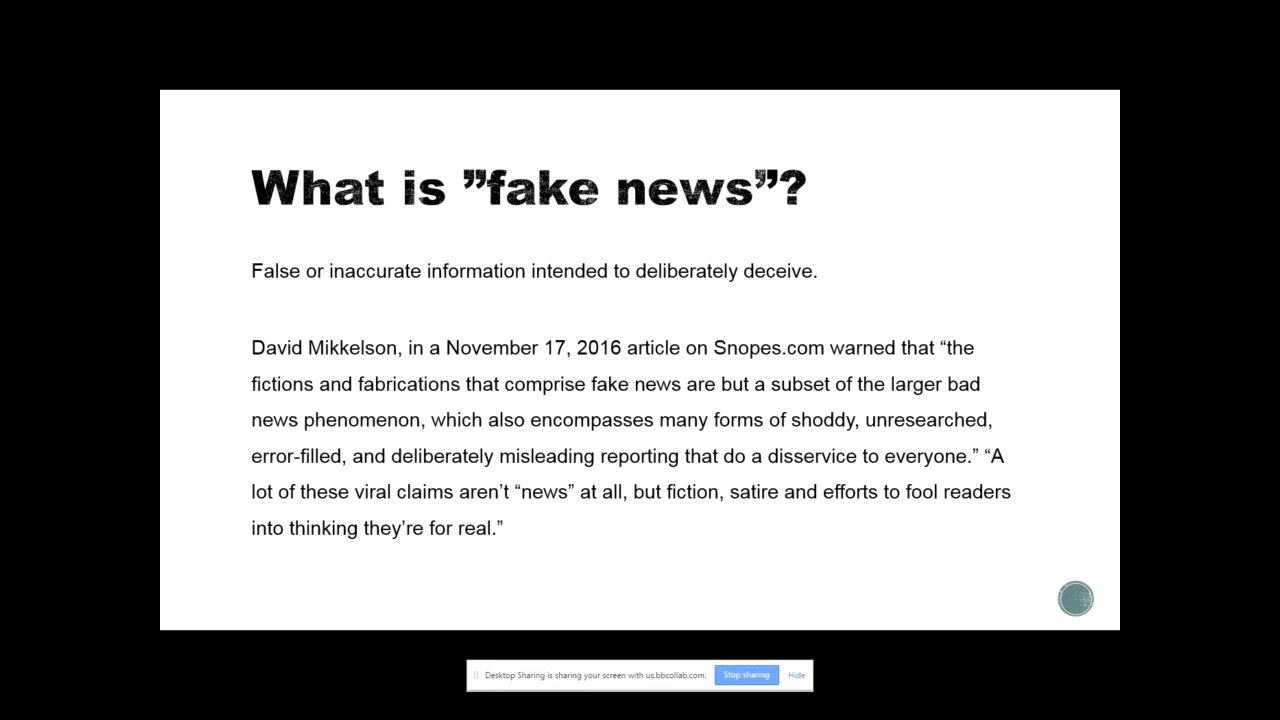 What is ”fake news”?
False or inaccurate information intended to deliberately deceive.
David Mikkelson, in a November 17, 2016 article on Snopes.com warned that “the
fictions and fabrications that comprise fake news are but a subset of the larger bad
news phenomenon, which also encompasses many forms of shoddy, unresearched,
error-filled, and deliberately misleading reporting that do a disservice to everyone.” “A
lot of these viral claims aren’t “news” at all, but fiction, satire and efforts to fool readers
into thinking they’re for real.”
Desktop Sharing is sharing your screen with us.bbcollab.com. Stop sharing Hide